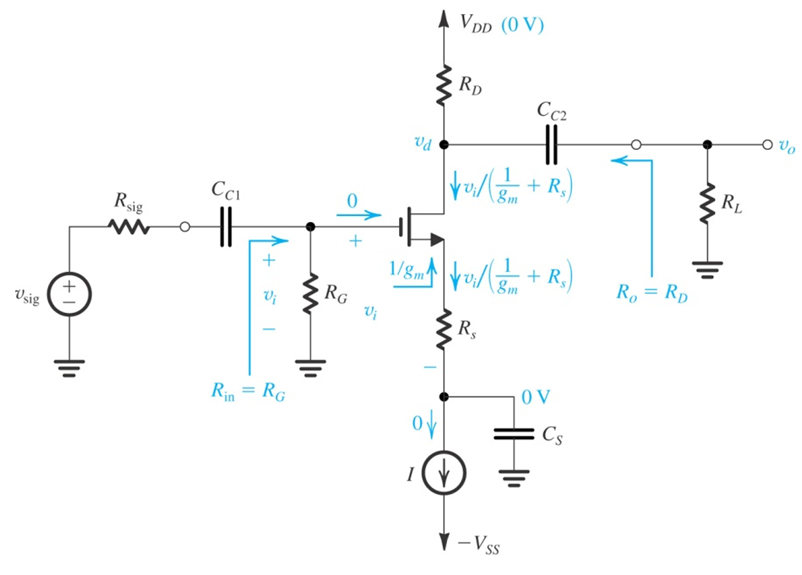 V_DD (0 V)
R_D
C_C2
v_d
v_o
v_i/(1/g_m + R_s)
R_sig
C_C1
0
R_L
+
+
1/g_m
v_i/(1/g_m + R_s)
v_sig
+
−
v_i
R_G
v_i
R_o = R_D
−
R_s
R_in = R_G
−
0 V
0
C_S
I
−V_SS